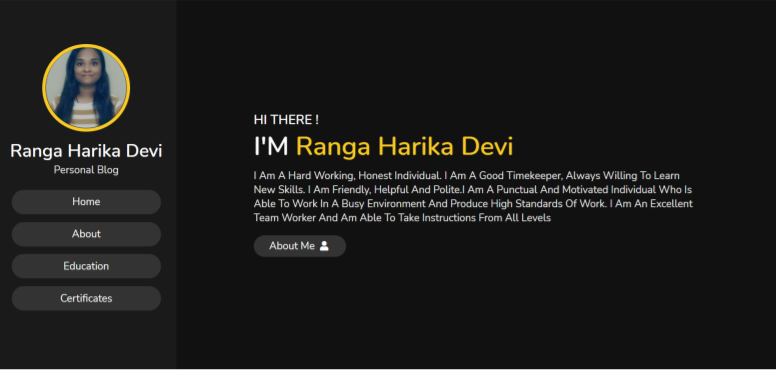 Ranga Harika Devi
Personal Blog
Home
About
Education
Certificates
HI THERE !
I'M Ranga Harika Devi
I Am A Hard Working, Honest Individual. I Am A Good Timekeeper, Always Willing To Learn
New Skills. I Am Friendly, Helpful And Polite.I Am A Punctual And Motivated Individual Who Is
Able To Work In A Busy Environment And Produce High Standards Of Work. I Am An Excellent
Team Worker And Am Able To Take Instructions From All Levels
About Me